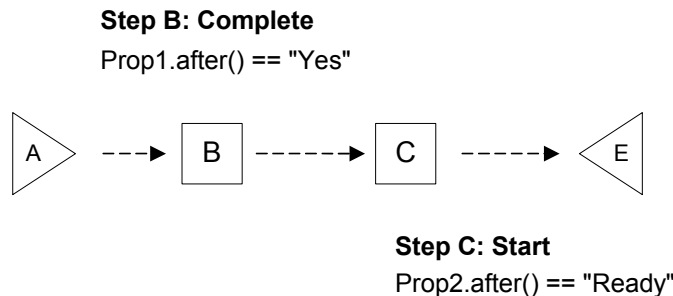 Step B: Complete
Prop1.after() == "Yes"
A
B
C
E
Step C: Start
Prop2.after() == "Ready"